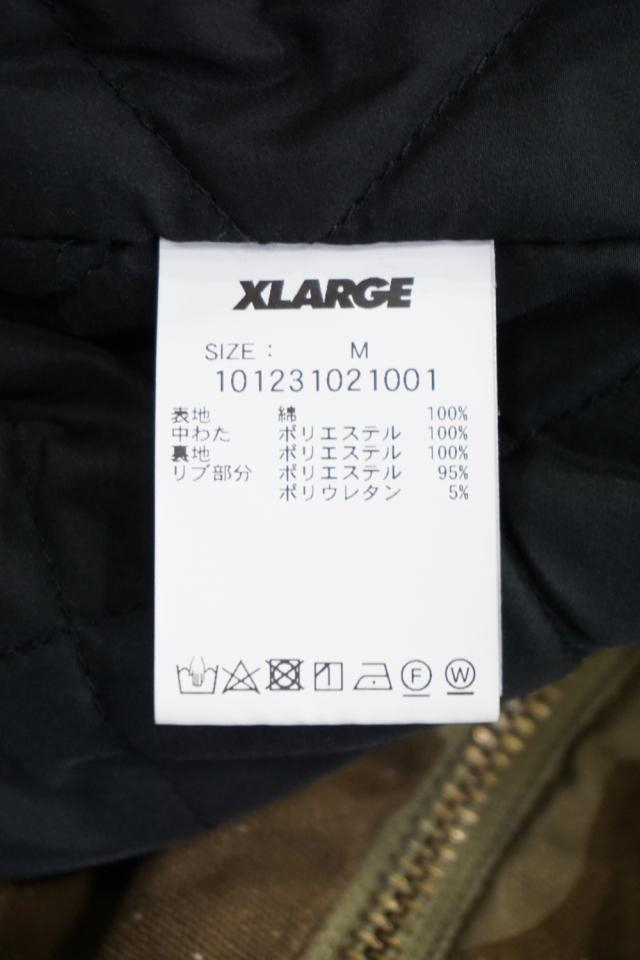 XLARGE
SIZE : M
101231021001
表地 綿 100%
中わた ポリエステル 100%
裏地 ポリエステル 100%
リブ部分 ポリエステル 95%
ポリウレタン 5%
F W